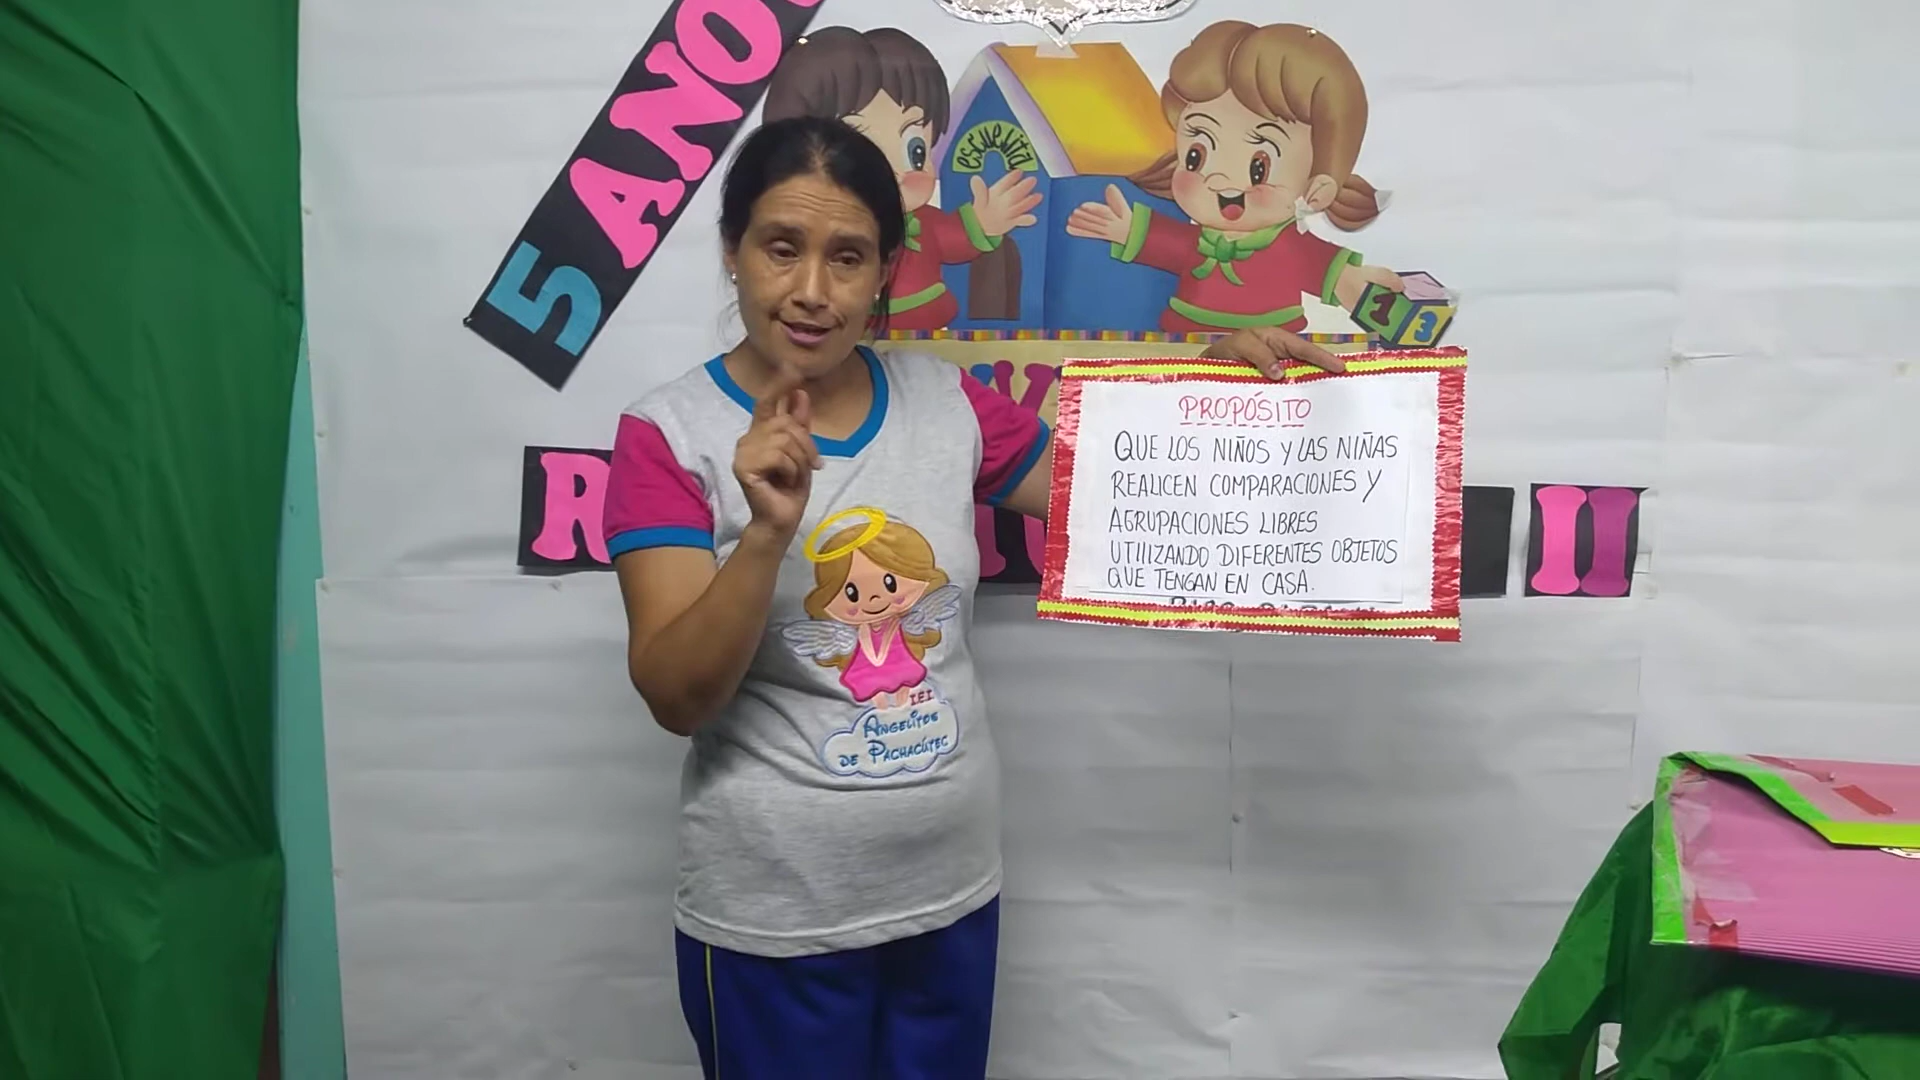 5 AÑO
escuelita
1 3
R
II
PROPÓSITO
QUE LOS NIÑOS Y LAS NIÑAS
REALICEN COMPARACIONES Y
AGRUPACIONES LIBRES
UTILIZANDO DIFERENTES OBJETOS
QUE TENGAN EN CASA.
IEI
ANGELITOS
DE PACHACÚTEC